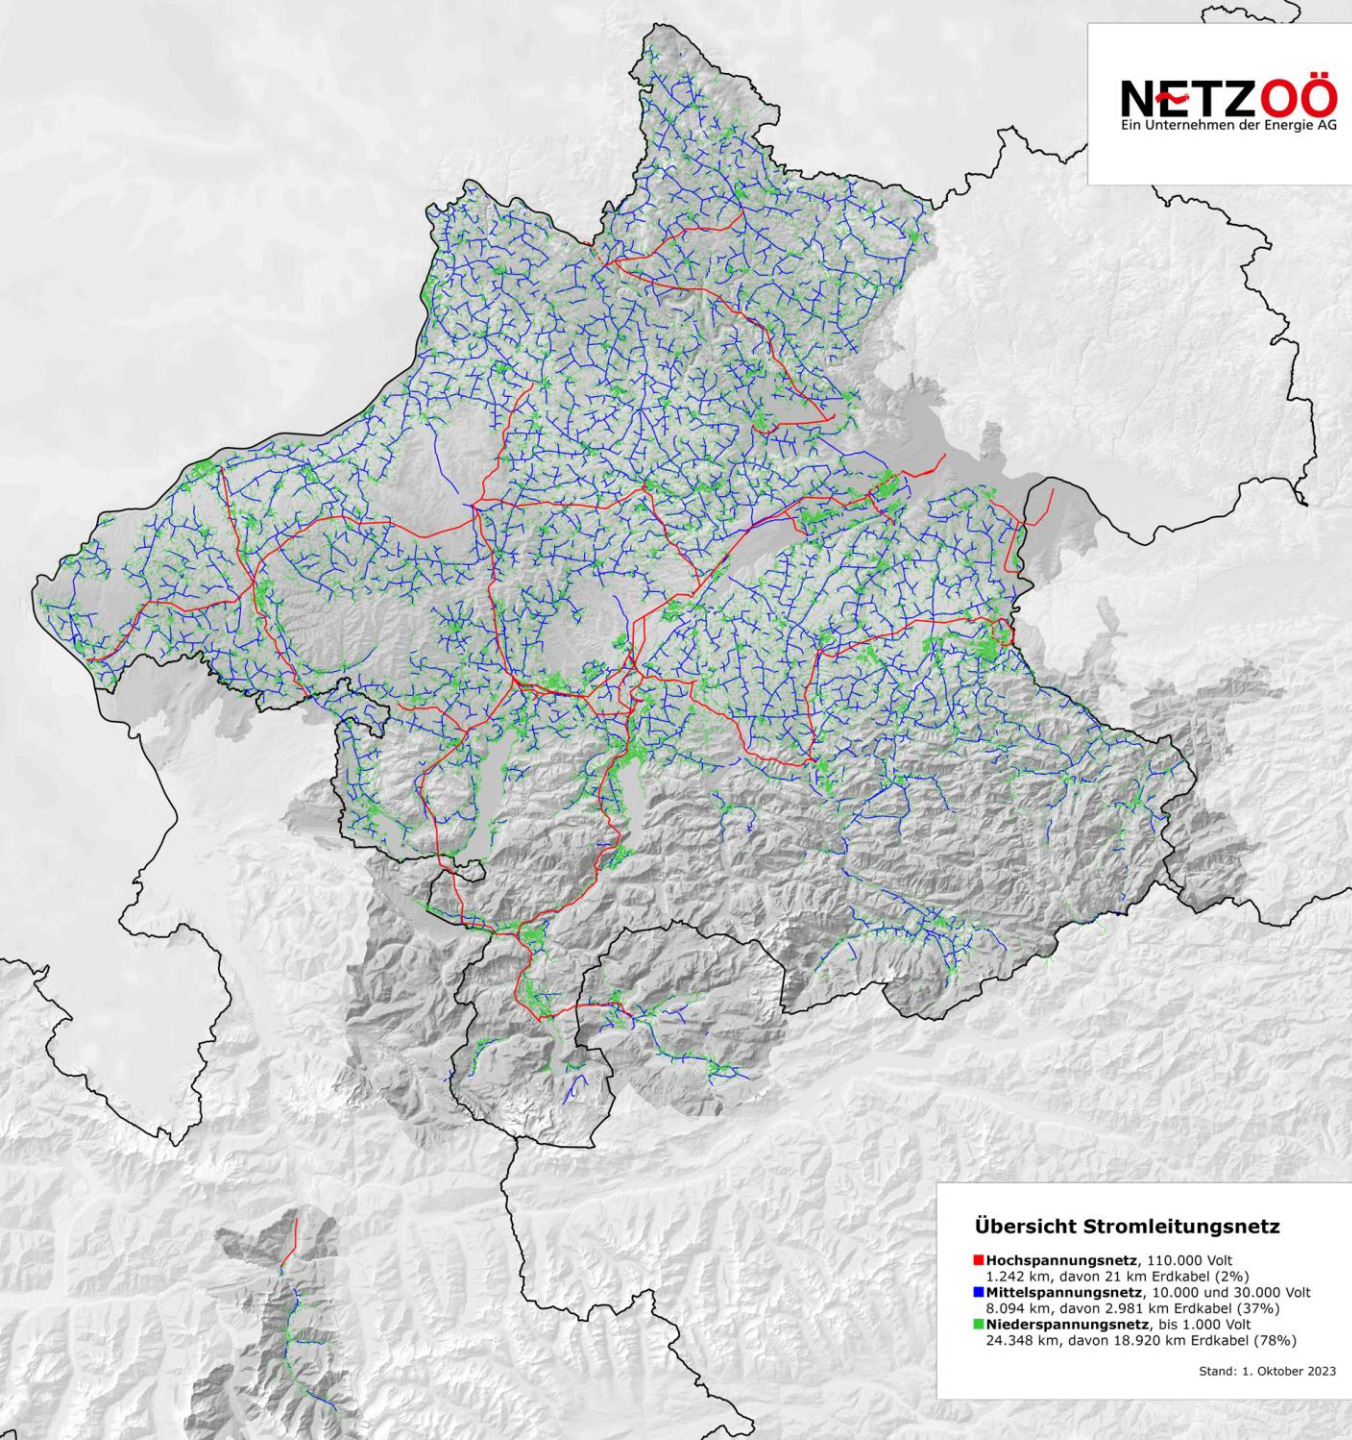 NETZOÖ
Ein Unternehmen der Energie AG
Übersicht Stromleitungsnetz
Hochspannungsnetz, 110.000 Volt
1.242 km, davon 21 km Erdkabel (2%)
Mittelspannungsnetz, 10.000 und 30.000 Volt
8.094 km, davon 2.981 km Erdkabel (37%)
Niederspannungsnetz, bis 1.000 Volt
24.348 km, davon 18.920 km Erdkabel (78%)
Stand: 1. Oktober 2023